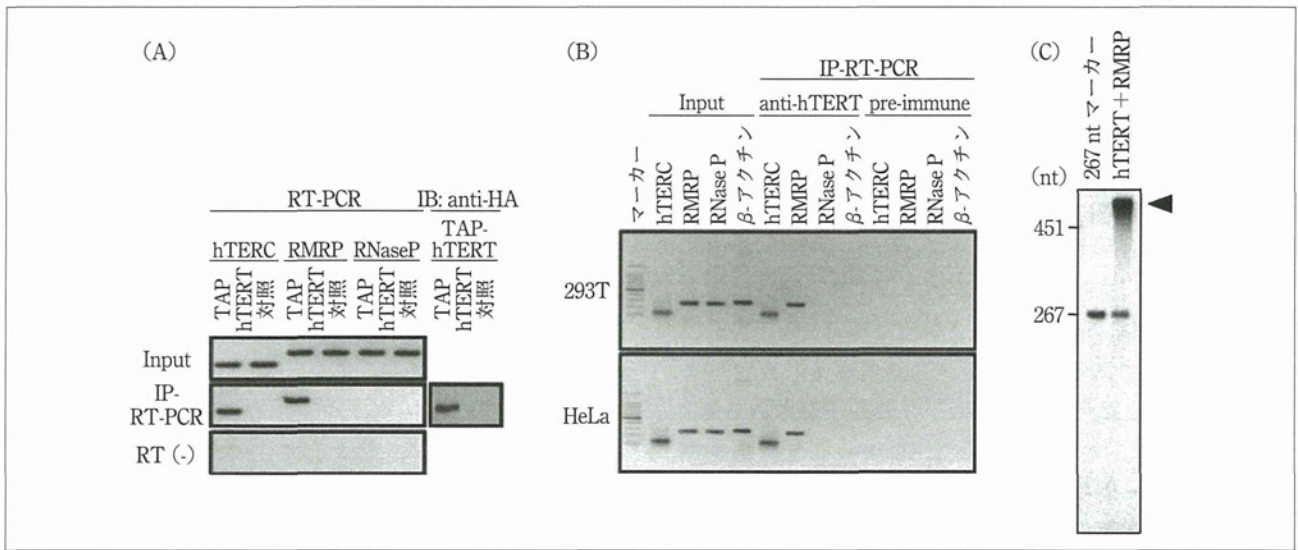 (A)
RT-PCR
IB: anti-HA
hTERC
RMRP
RNaseP
TAP-
hTERT
TAP
hTERT
対照
TAP
hTERT
対照
TAP
hTERT
対照
TAP
hTERT
対照
Input
IP-
RT-PCR
RT (-)
(B)
IP-RT-PCR
Input
anti-hTERT
pre-immune
マーカー
hTERC
RMRP
RNase P
β-アクチン
hTERC
RMRP
RNase P
β-アクチン
hTERC
RMRP
RNase P
β-アクチン
293T
HeLa
(C)
267 nt マーカー
hTERT+RMRP
(nt)
451
267